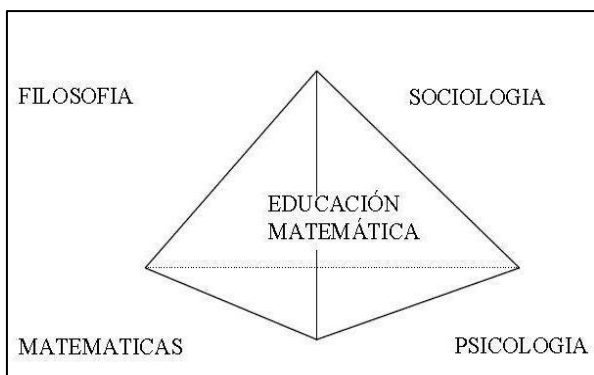 FILOSOFIA
SOCIOLOGIA
EDUCACIÓN
MATEMÁTICA
MATEMATICAS
PSICOLOGIA